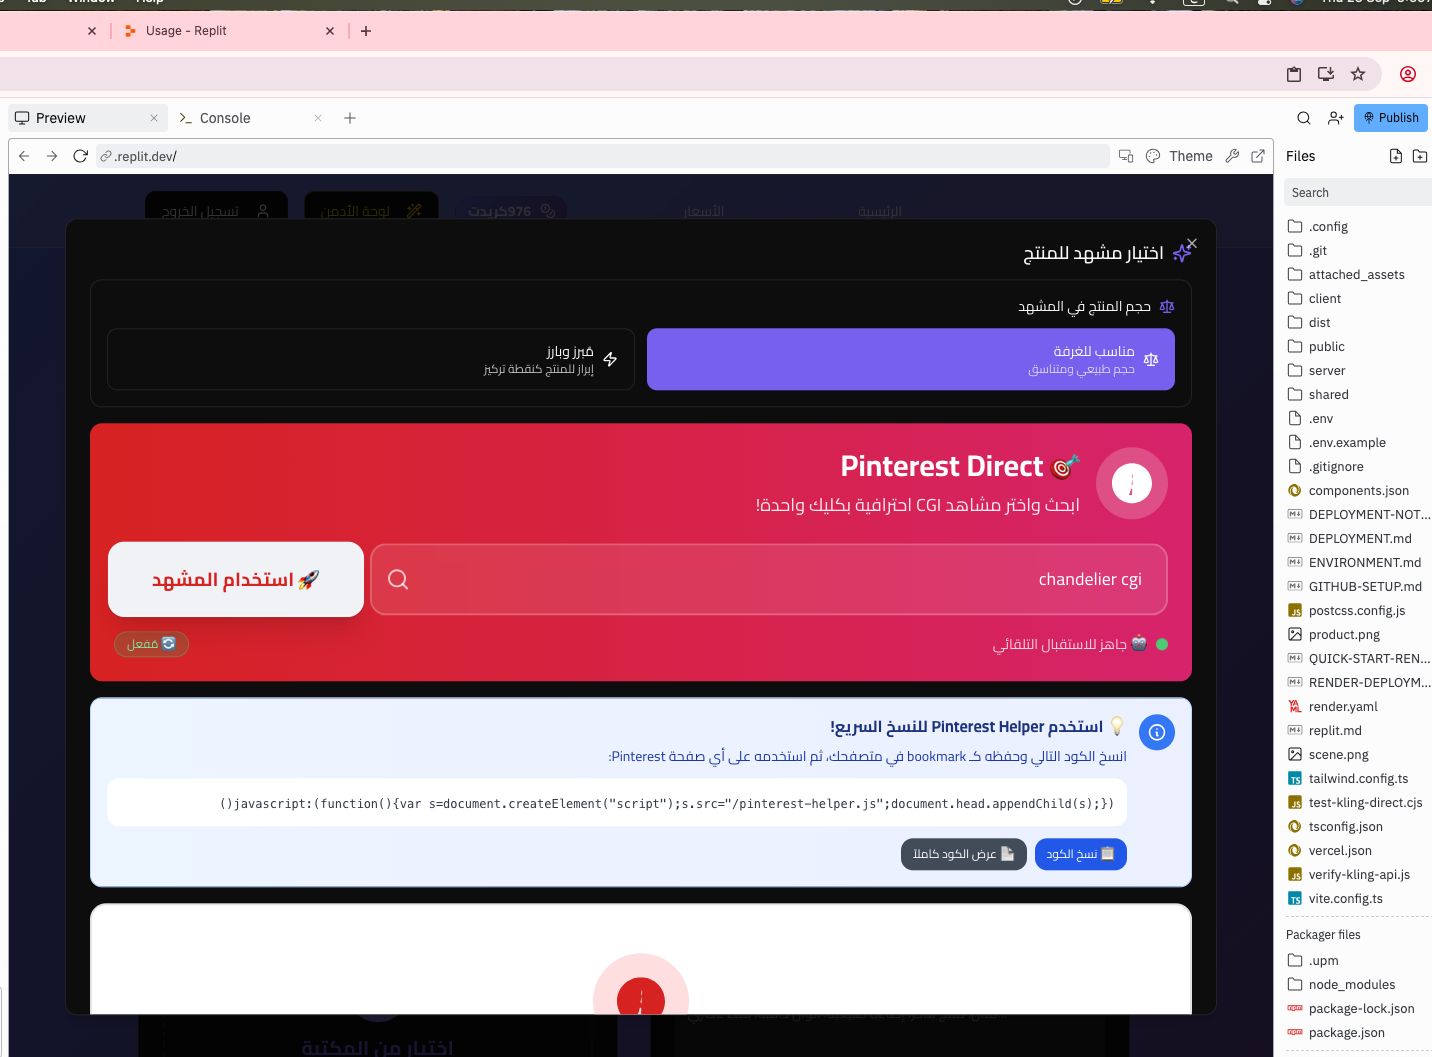 Tab Window Help
Usage - Replit
Preview
Console
Publish
.replit.dev/
Theme
Files
Search
الرئيسية
الأسعار
976كريدت
لوحة الأدمن
تسجيل الخروج
اختيار مشهد للمنتج
حجم المنتج في المشهد
مناسب للغرفة
حجم طبيعي ومتناسق
مُبرز وبارز
إبراز للمنتج كنقطة تركيز
Pinterest Direct 🎯
ابحث واختر مشاهد CGI احترافية بكليك واحدة!
chandelier cgi
🚀 استخدام المشهد
🤖 جاهز للاستقبال التلقائي
🔄 مُفعل
💡 استخدم Pinterest Helper للنسخ السريع!
انسخ الكود التالي وحفظه كـ bookmark في متصفحك، ثم استخدمه على أي صفحة Pinterest:
()javascript:(function(){var s=document.createElement("script");s.src="/pinterest-helper.js";document.head.appendChild(s);})
📋 نسخ الكود
📄 عرض الكود كاملاً
اختيار من المكتبة
.config
.git
attached_assets
client
dist
public
server
shared
.env
.env.example
.gitignore
components.json
DEPLOYMENT-NOT...
DEPLOYMENT.md
ENVIRONMENT.md
GITHUB-SETUP.md
postcss.config.js
product.png
QUICK-START-REN...
RENDER-DEPLOYM...
render.yaml
replit.md
scene.png
tailwind.config.ts
test-kling-direct.cjs
tsconfig.json
vercel.json
verify-kling-api.js
vite.config.ts
Packager files
.upm
node_modules
package-lock.json
package.json